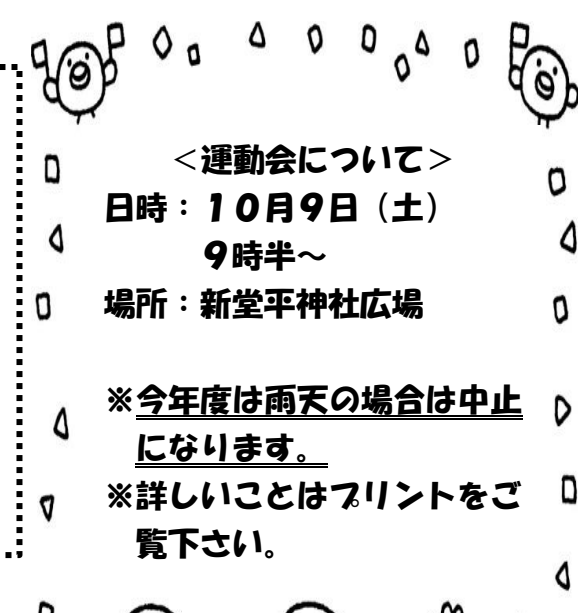 ＜運動会について＞
日時：１０月９日（土）
９時半～
場所：新堂平神社広場
※今年度は雨天の場合は中止
になります。
※詳しいことはプリントをご
覧下さい。